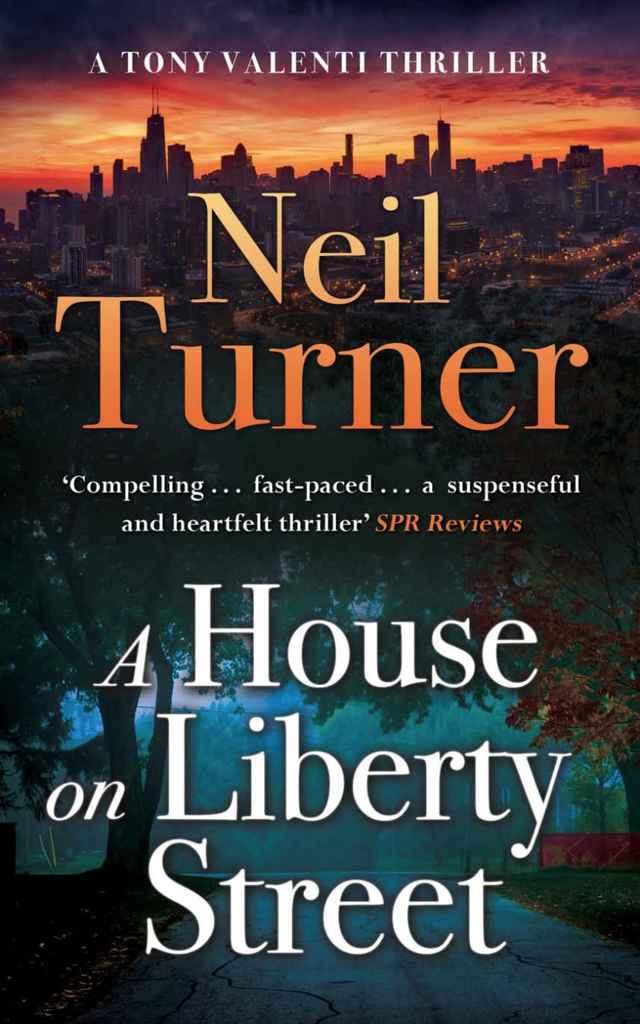 A TONY VALENTI THRILLER
Neil
Turner
‘Compelling... fast-paced... a suspenseful
and heartfelt thriller’ SPR Reviews
A House
on Liberty
Street